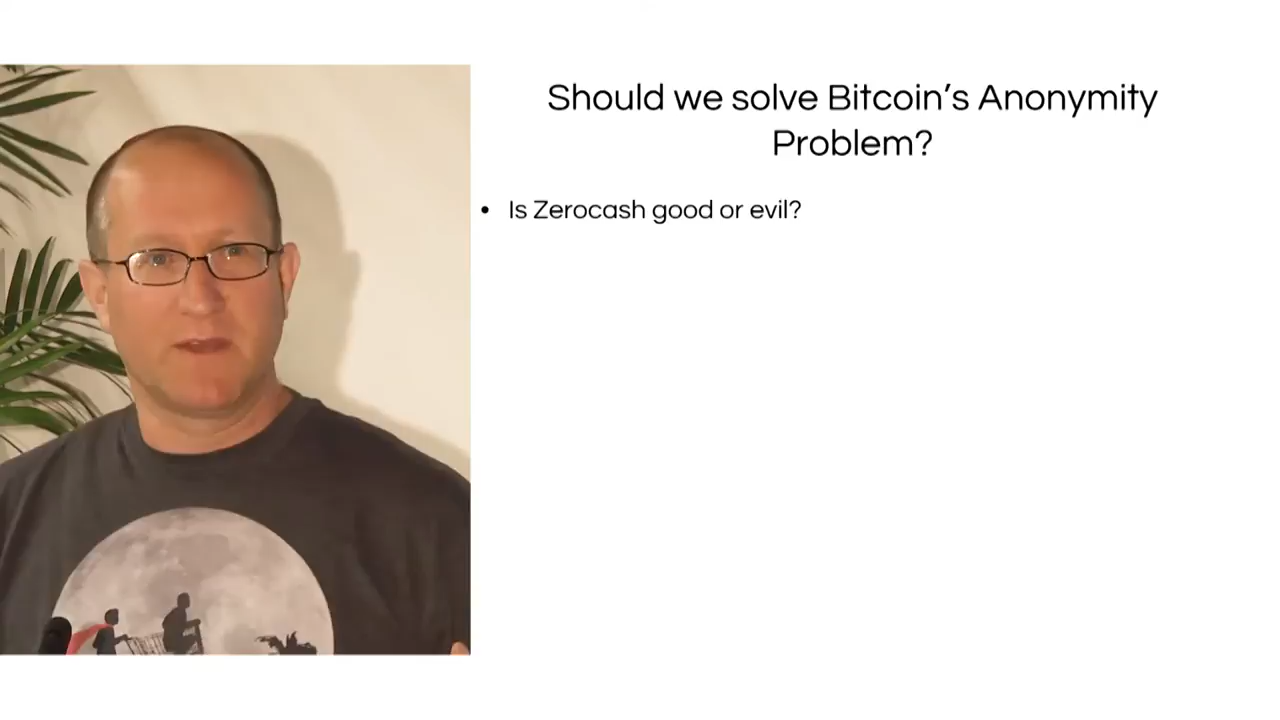 Should we solve Bitcoin’s Anonymity
Problem?
• Is Zerocash good or evil?